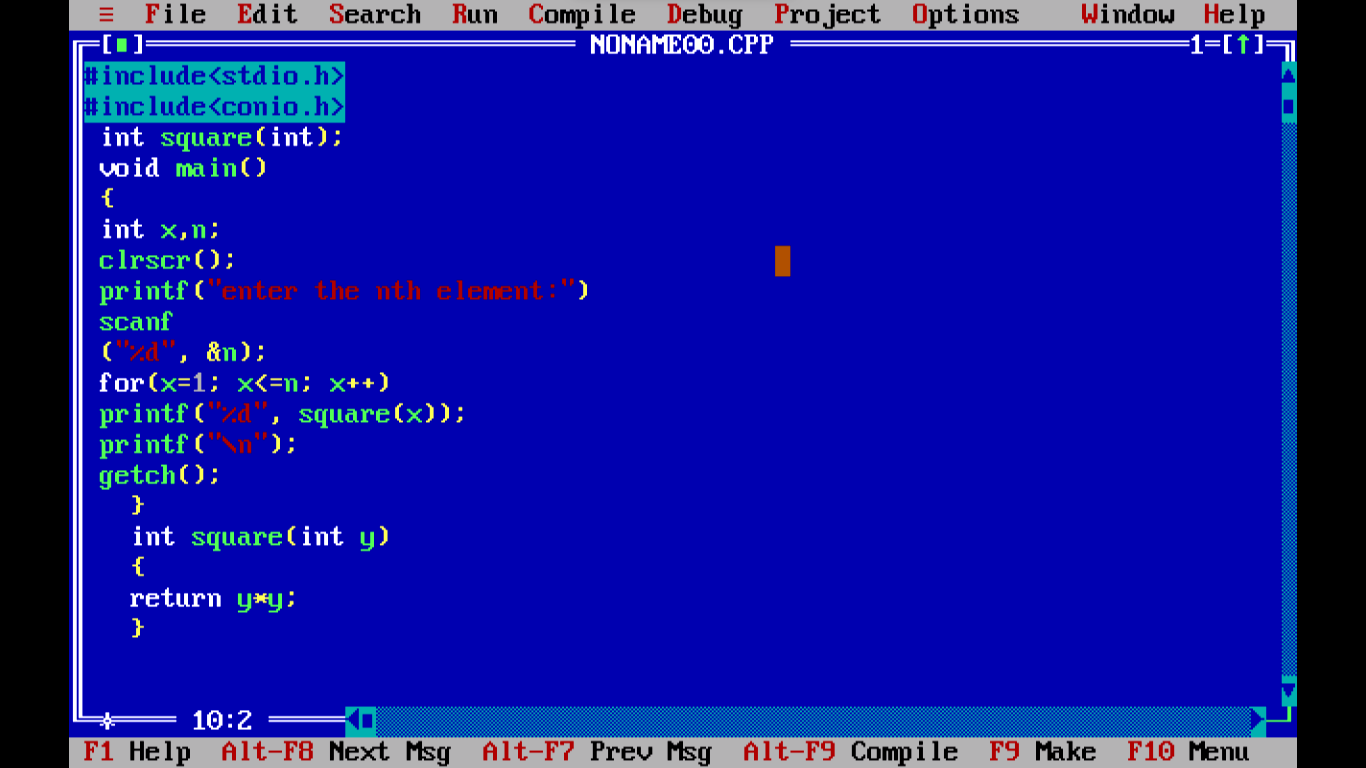 ≡ File Edit Search Run Compile Debug Project Options Window Help
[■] NONAME00.CPP 1=[↑]
#include<stdio.h>
#include<conio.h>
int square(int);
void main()
{
int x,n;
clrscr();
printf("enter the nth element:")
scanf
("%d", &n);
for(x=1; x<=n; x++)
printf("%d", square(x));
printf("\n");
getch();
}
int square(int y)
{
return y*y;
}
10:2
F1 Help Alt-F8 Next Msg Alt-F7 Prev Msg Alt-F9 Compile F9 Make F10 Menu